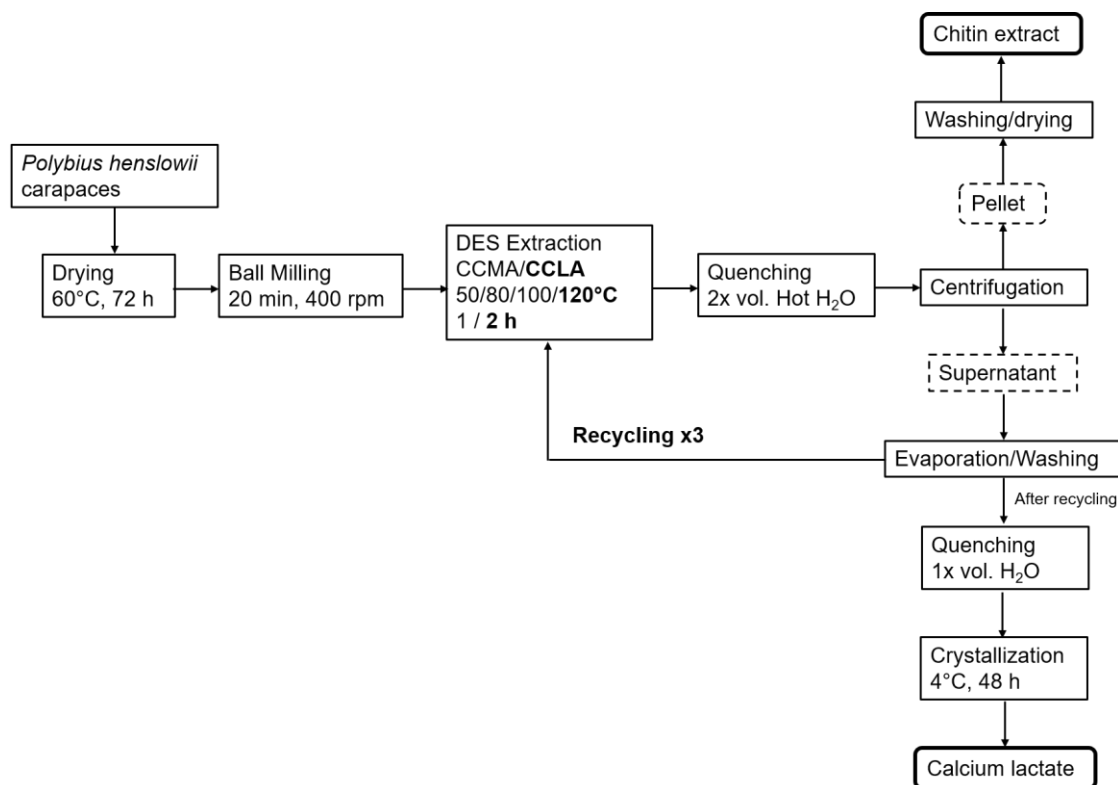 Chitin extract
Washing/drying
Polybius henslowii
carapaces
Pellet
Drying
60°C, 72 h
Ball Milling
20 min, 400 rpm
DES Extraction
CCMA/CCLA
50/80/100/120°C
1 / 2 h
Quenching
2x vol. Hot H₂O
Centrifugation
Supernatant
Recycling x3
Evaporation/Washing
After recycling
Quenching
1x vol. H₂O
Crystallization
4°C, 48 h
Calcium lactate